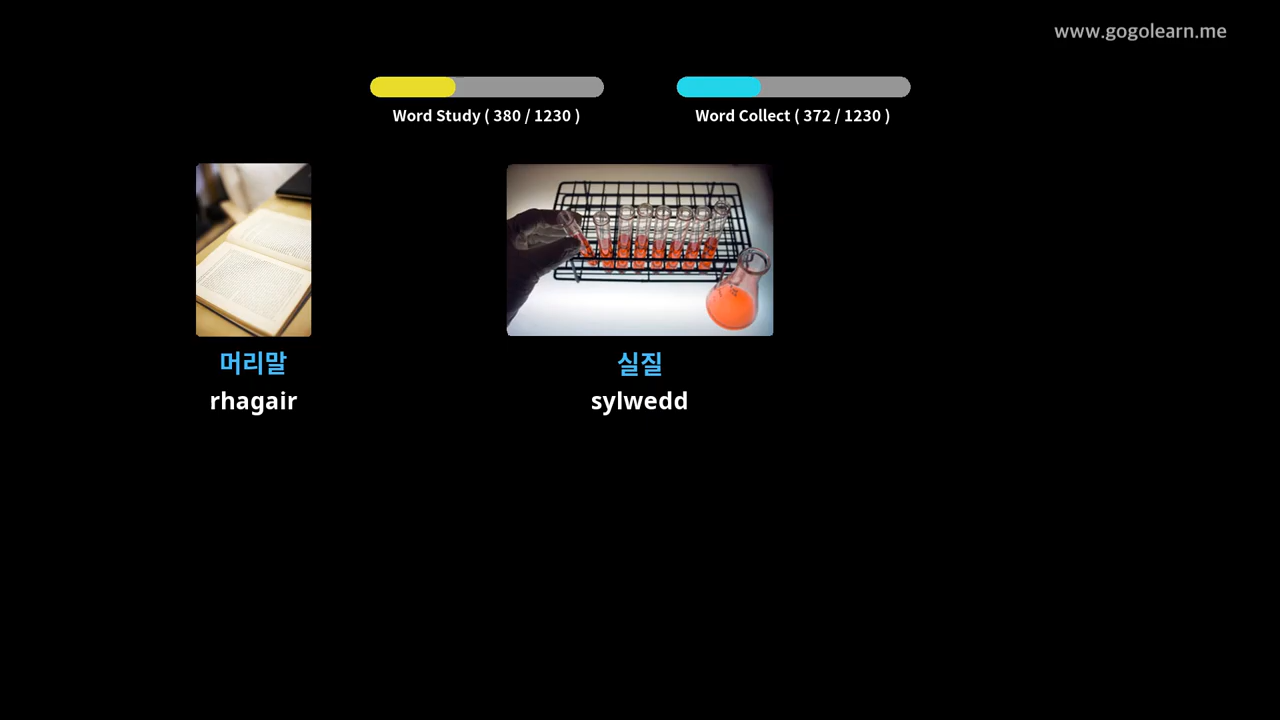 www.gogolearn.me
Word Study ( 380 / 1230 )
Word Collect ( 372 / 1230 )
머리말
rhagair
실질
sylwedd